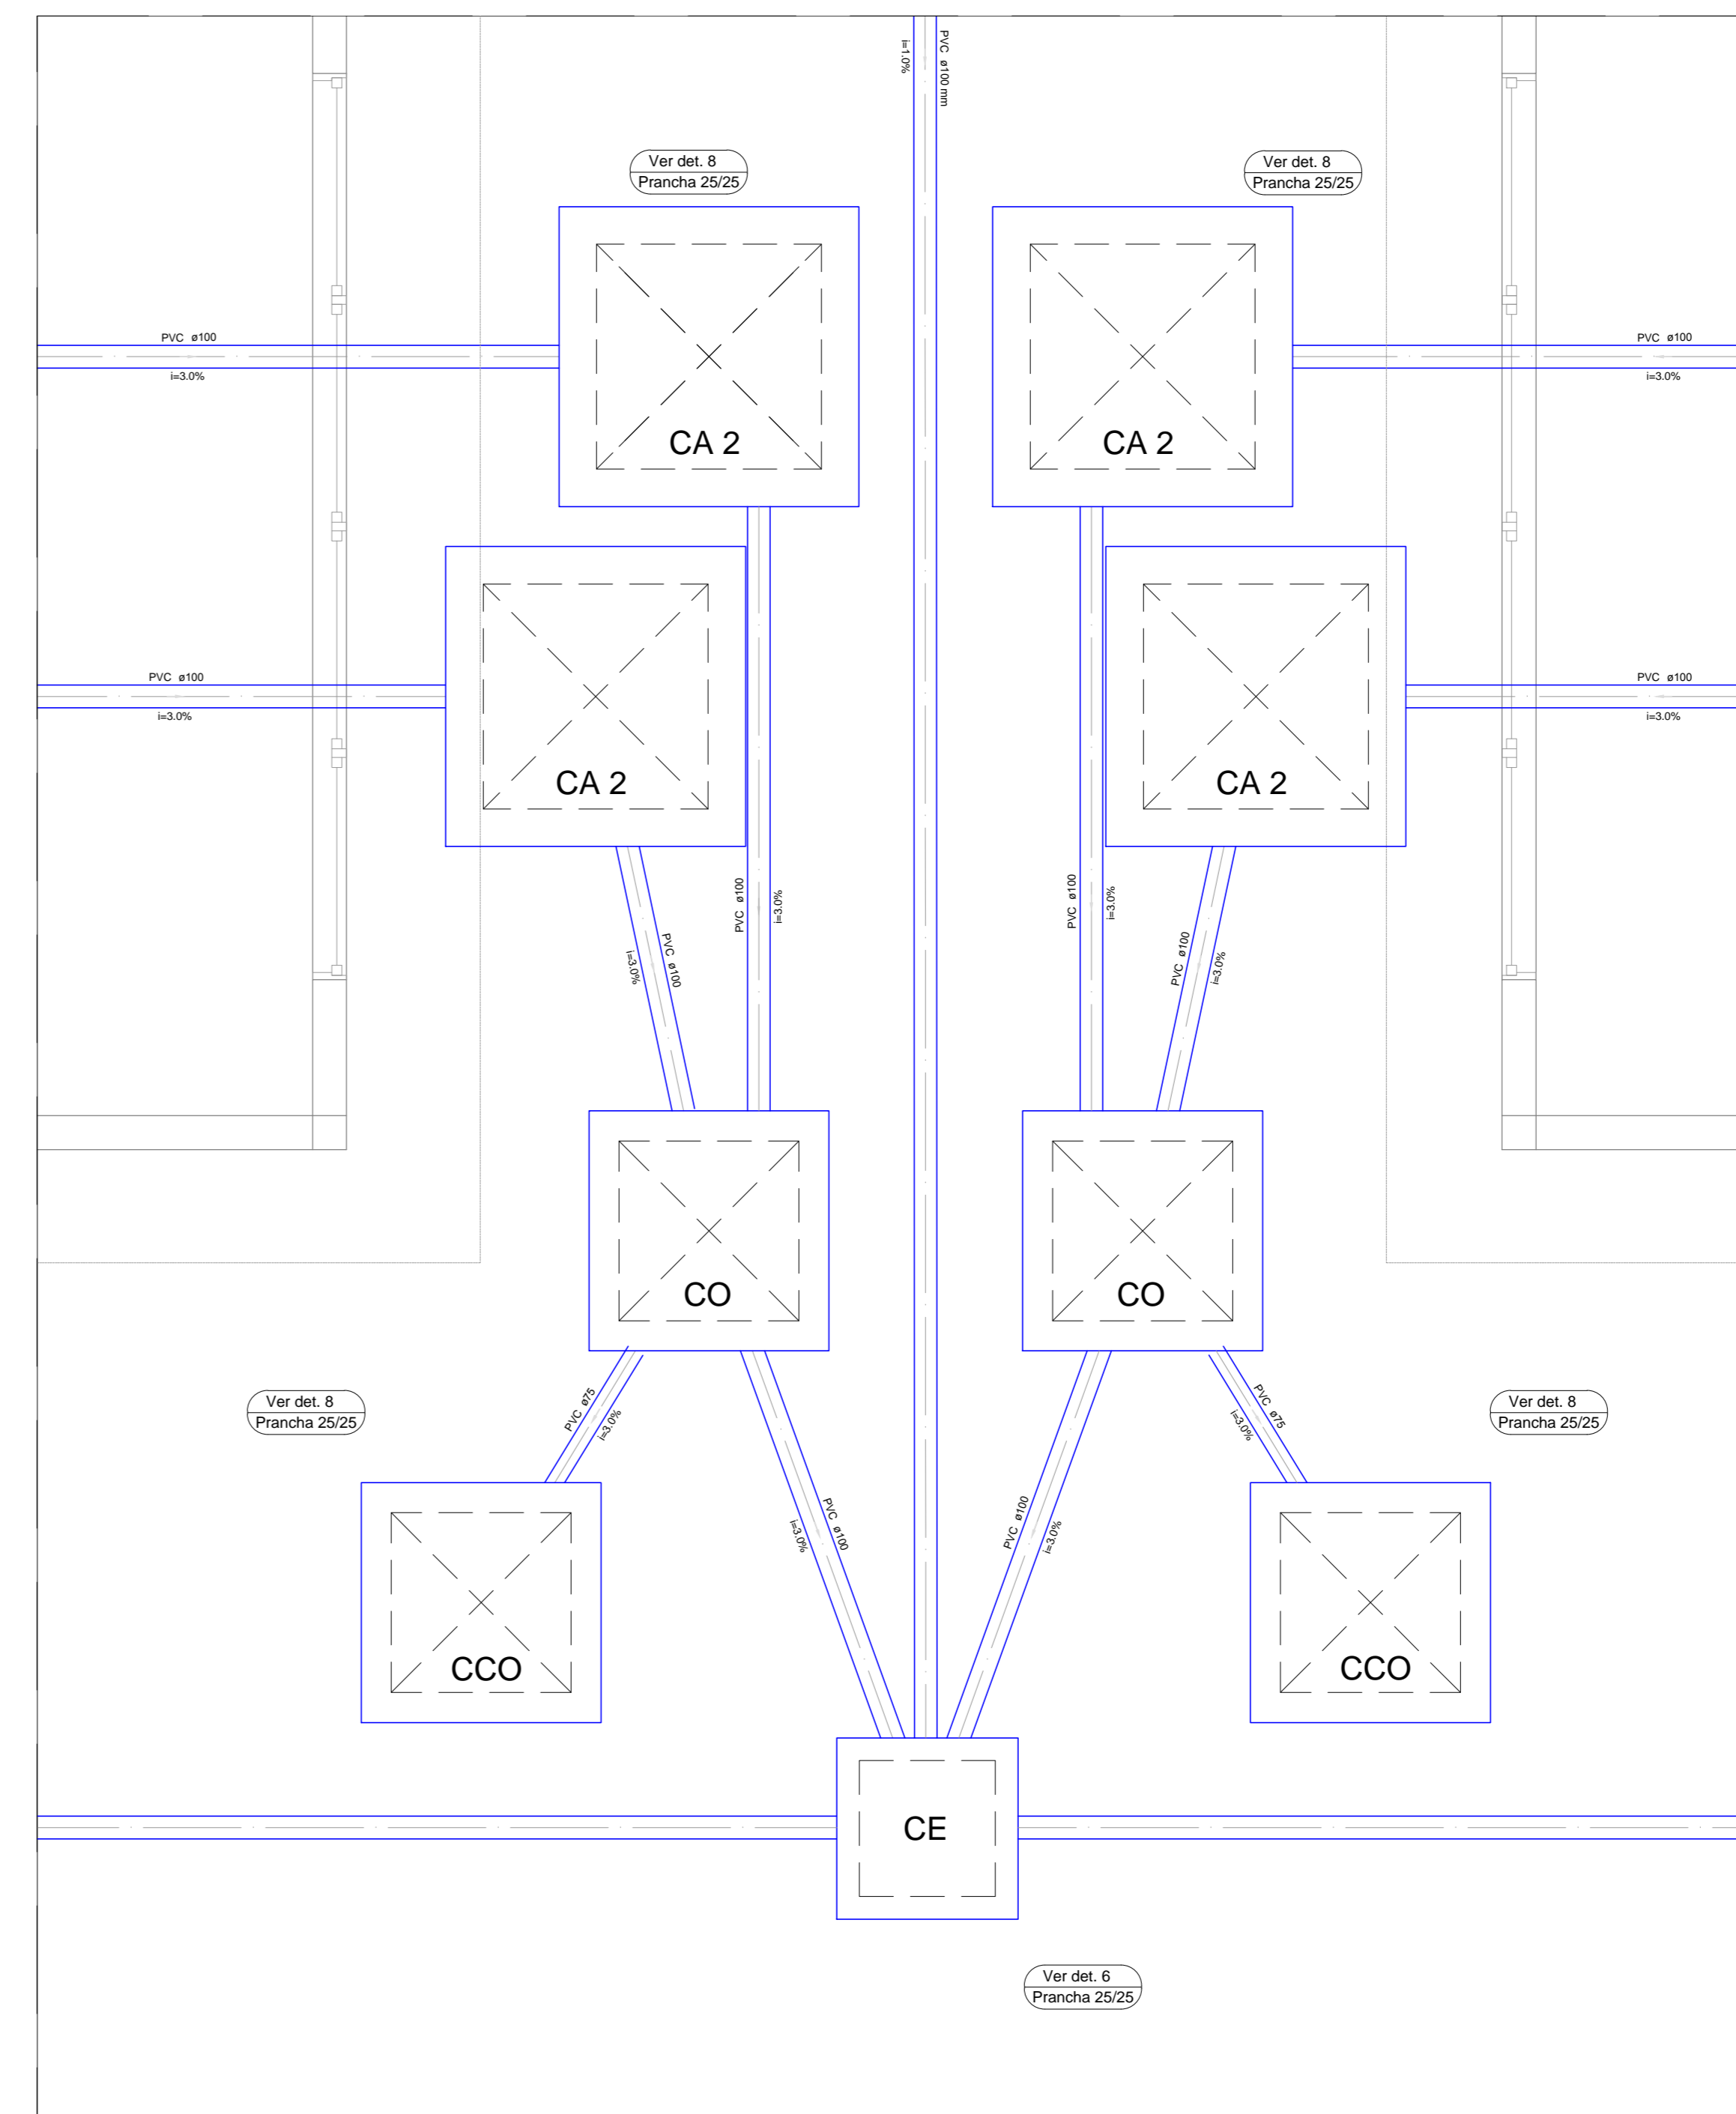 i=1.0%
PVC ø100 mm
Ver det. 8
Prancha 25/25
Ver det. 8
Prancha 25/25
PVC ø100
i=3.0%
PVC ø100
i=3.0%
CA 2
CA 2
PVC ø100
i=3.0%
PVC ø100
i=3.0%
CA 2
CA 2
PVC ø100
i=3.0%
PVC ø100
i=3.0%
i=3.0%
PVC ø100
PVC ø100
i=3.0%
CO
CO
Ver det. 8
Prancha 25/25
PVC ø75
i=3.0%
PVC ø75
i=3.0%
Ver det. 8
Prancha 25/25
PVC ø100
i=3.0%
PVC ø100
i=3.0%
CCO
CCO
CE
Ver det. 6
Prancha 25/25